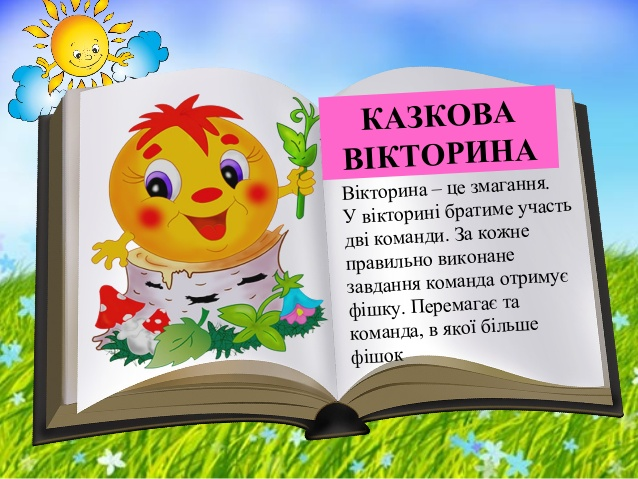 КАЗКОВА
ВІКТОРИНА
Вікторина – це змагання.
У вікторині братиме участь
дві команди. За кожне
правильно виконане
завдання команда отримує
фішку. Перемагає та
команда, в якої більше
фішок